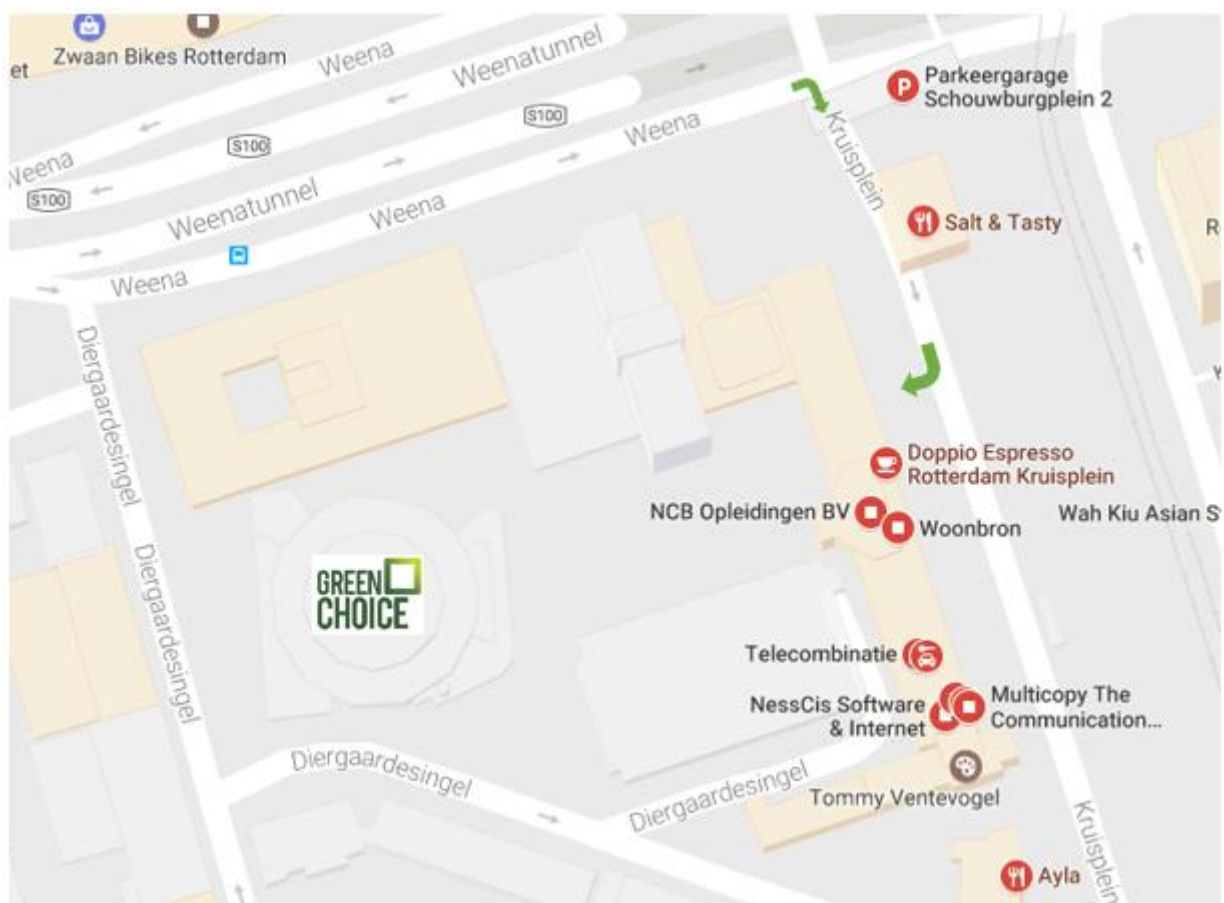 Zwaan Bikes Rotterdam
et
Weena
Weenatunnel
Parkeergarage
Schouwburgplein 2
P
S100
S100
Weena
Kruisplein
Weena
S100
Weenatunnel
Weena
Salt & Tasty
R
Weena
Diergaardesingel
K
Doppio Espresso
Rotterdam Kruisplein
NCB Opleidingen BV
Wah Kiu Asian S
Woonbron
Diergaardesingel
GREEN
CHOICE
Telecombinatie
NessCis Software
& Internet
Multicopy The
Communication...
Diergaardesingel
Diergaardesingel
Tommy Ventevogel
Kruisplein
Ayla